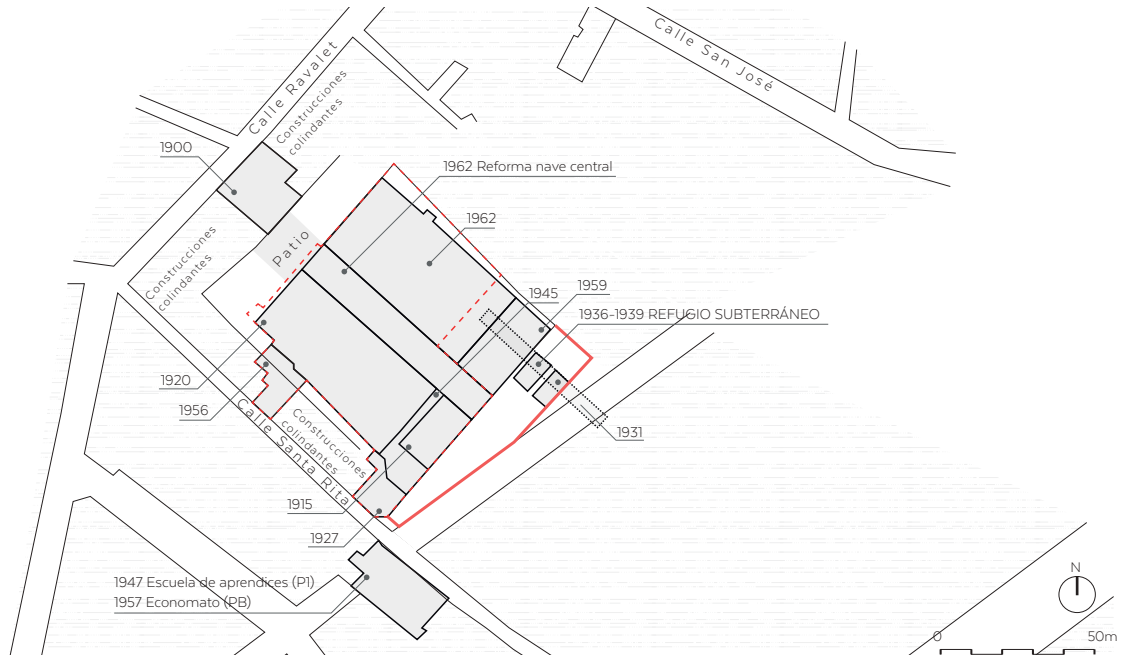 Calle San José
Calle Ravalet
Construcciones
colindantes
1900
1962 Reforma nave central
1962
Patio
Construcciones
colindantes
1959
1945
1936-1939 REFUGIO SUBTERRÁNEO
1920
1956
Calle Santa Rita
Construcciones
colindantes
1931
1915
1927
1947 Escuela de aprendices (P1)
1957 Economato (PB)
N
0
50m